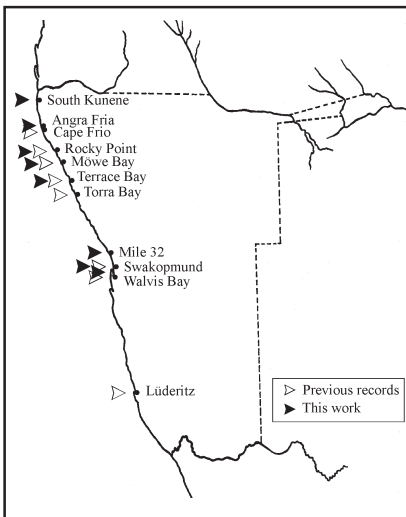 South Kunene
Angra Fria
Cape Frio
Rocky Point
Möwe Bay
Terrace Bay
Torra Bay
Mile 32
Swakopmund
Walvis Bay
Lüderitz
Previous records
This work